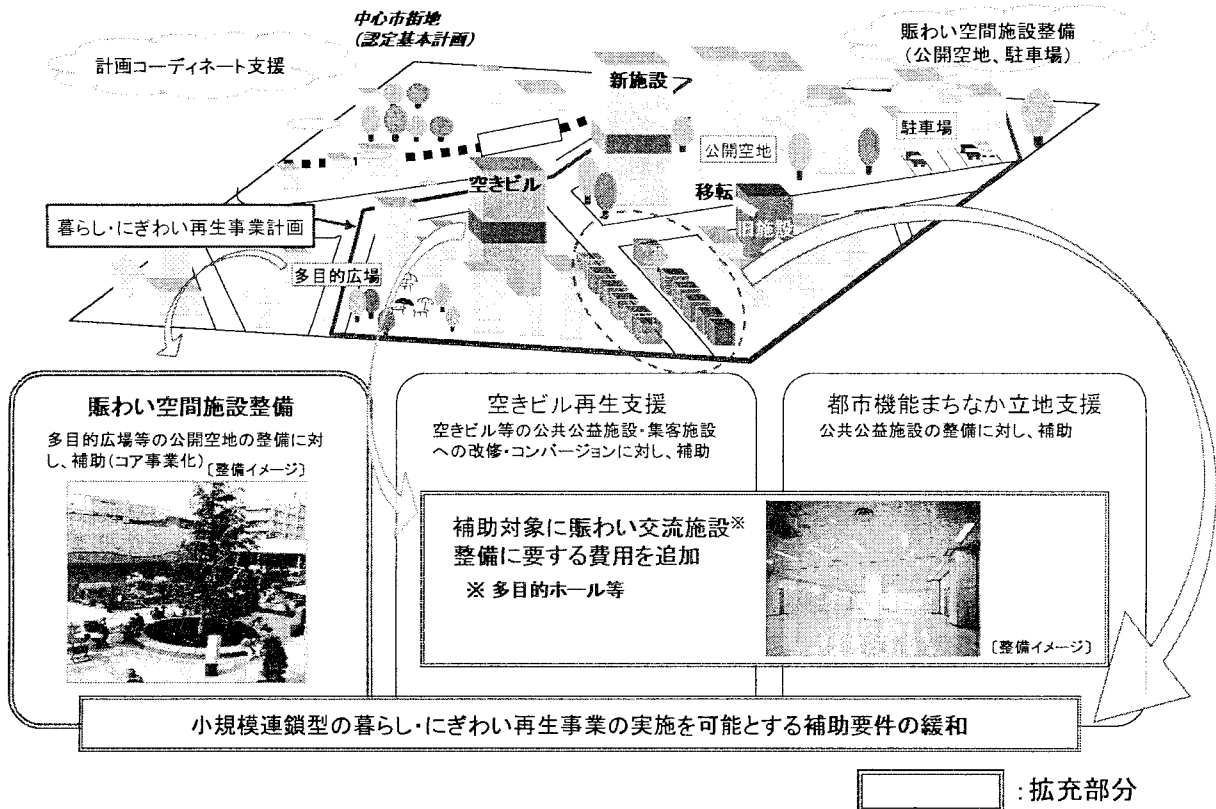 中心市街地
(認定基本計画)
計画コーディネート支援
賑わい空間施設整備
(公開空地、駐車場)
新施設
駐車場
公開空地
空きビル
移転
旧施設
暮らし・にぎわい再生事業計画
多目的広場
賑わい空間施設整備
多目的広場等の公開空地の整備に対
し、補助(コア事業化)
〔整備イメージ〕
空きビル再生支援
空きビル等の公共公益施設・集客施設
への改修・コンバージョンに対し、補助
都市機能まちなか立地支援
公共公益施設の整備に対し、補助
補助対象に賑わい交流施設※
整備に要する費用を追加
※ 多目的ホール等
〔整備イメージ〕
小規模連鎖型の暮らし・にぎわい再生事業の実施を可能とする補助要件の緩和
:拡充部分